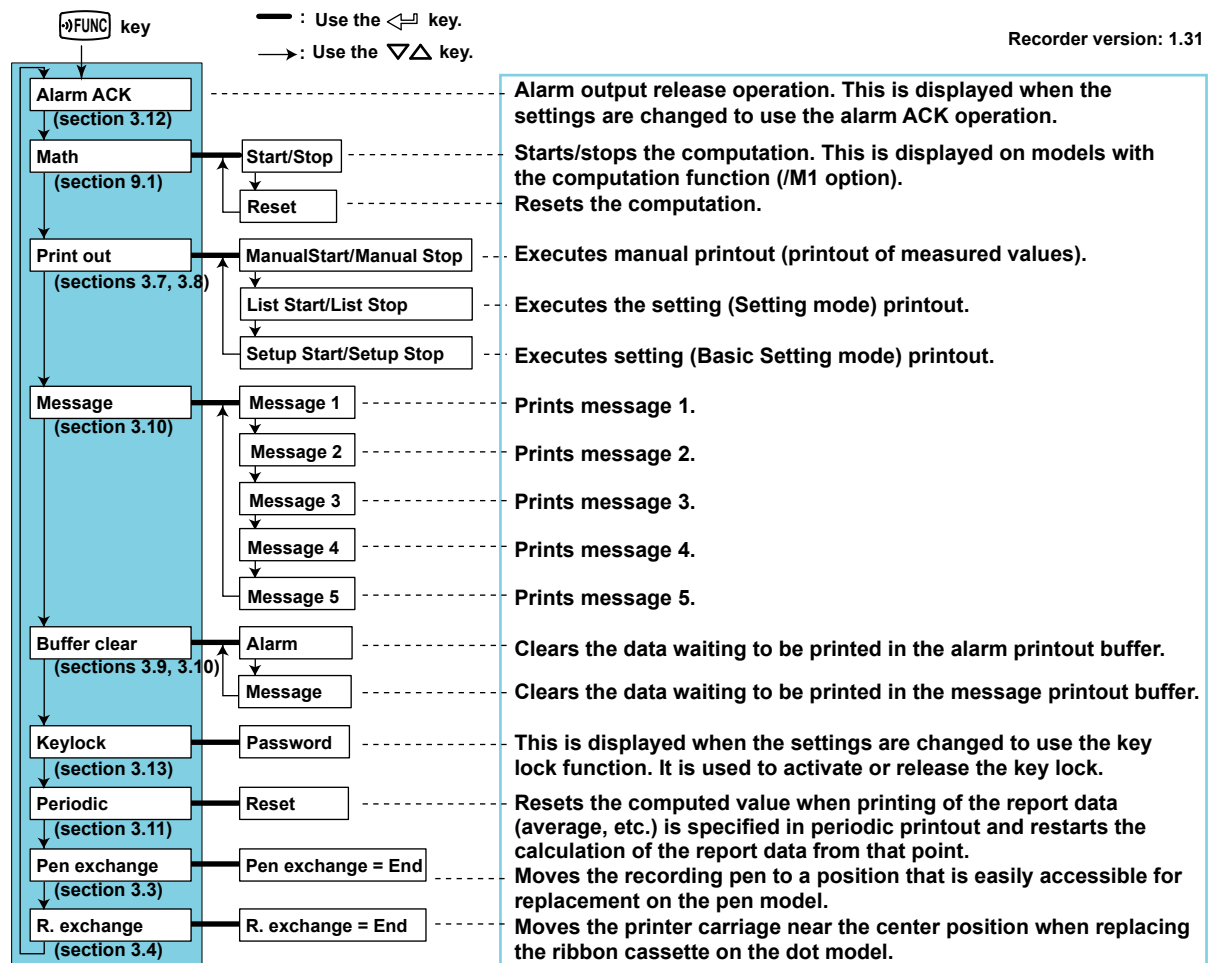 FUNC key
: Use the key.
: Use the ▽△ key.
Recorder version: 1.31
Alarm ACK
(section 3.12)
Alarm output release operation. This is displayed when the
settings are changed to use the alarm ACK operation.
Math
(section 9.1)
Start/Stop
Starts/stops the computation. This is displayed on models with
the computation function (/M1 option).
Reset
Resets the computation.
Print out
(sections 3.7, 3.8)
ManualStart/Manual Stop
Executes manual printout (printout of measured values).
List Start/List Stop
Executes the setting (Setting mode) printout.
Setup Start/Setup Stop
Executes setting (Basic Setting mode) printout.
Message
(section 3.10)
Message 1
Prints message 1.
Message 2
Prints message 2.
Message 3
Prints message 3.
Message 4
Prints message 4.
Message 5
Prints message 5.
Buffer clear
(sections 3.9, 3.10)
Alarm
Clears the data waiting to be printed in the alarm printout buffer.
Message
Clears the data waiting to be printed in the message printout buffer.
Keylock
(section 3.13)
Password
This is displayed when the settings are changed to use the key
lock function. It is used to activate or release the key lock.
Periodic
(section 3.11)
Reset
Resets the computed value when printing of the report data
(average, etc.) is specified in periodic printout and restarts the
calculation of the report data from that point.
Pen exchange
(section 3.3)
Pen exchange = End
Moves the recording pen to a position that is easily accessible for
replacement on the pen model.
R. exchange
(section 3.4)
R. exchange = End
Moves the printer carriage near the center position when replacing
the ribbon cassette on the dot model.